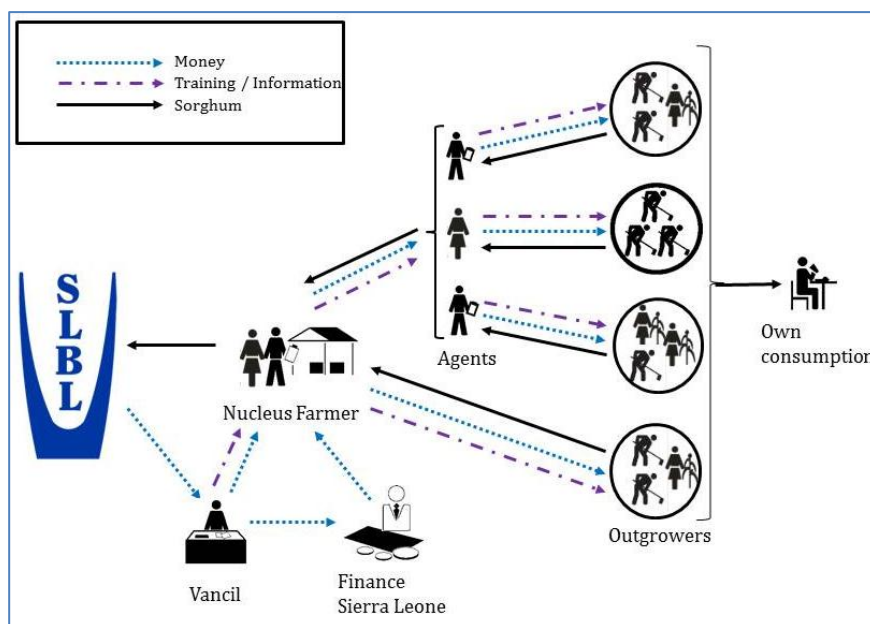 Money
Training / Information
Sorghum
SLBL
Nucleus Farmer
Agents
Own
consumption
Outgrowers
Vancil
Finance
Sierra Leone